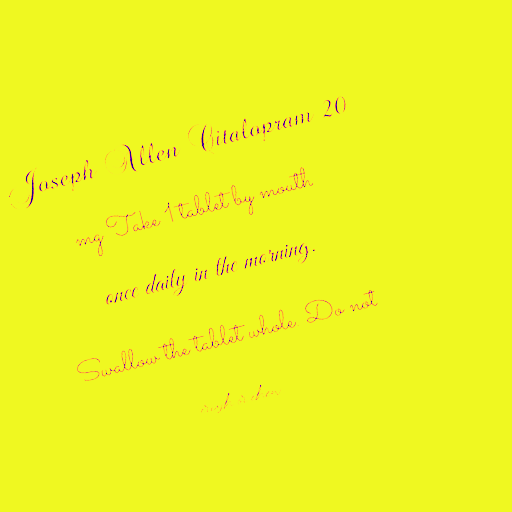 Joseph Allen Citalopram 20
mg Take 1 tablet by mouth
once daily in the morning.
Swallow the tablet whole Do not